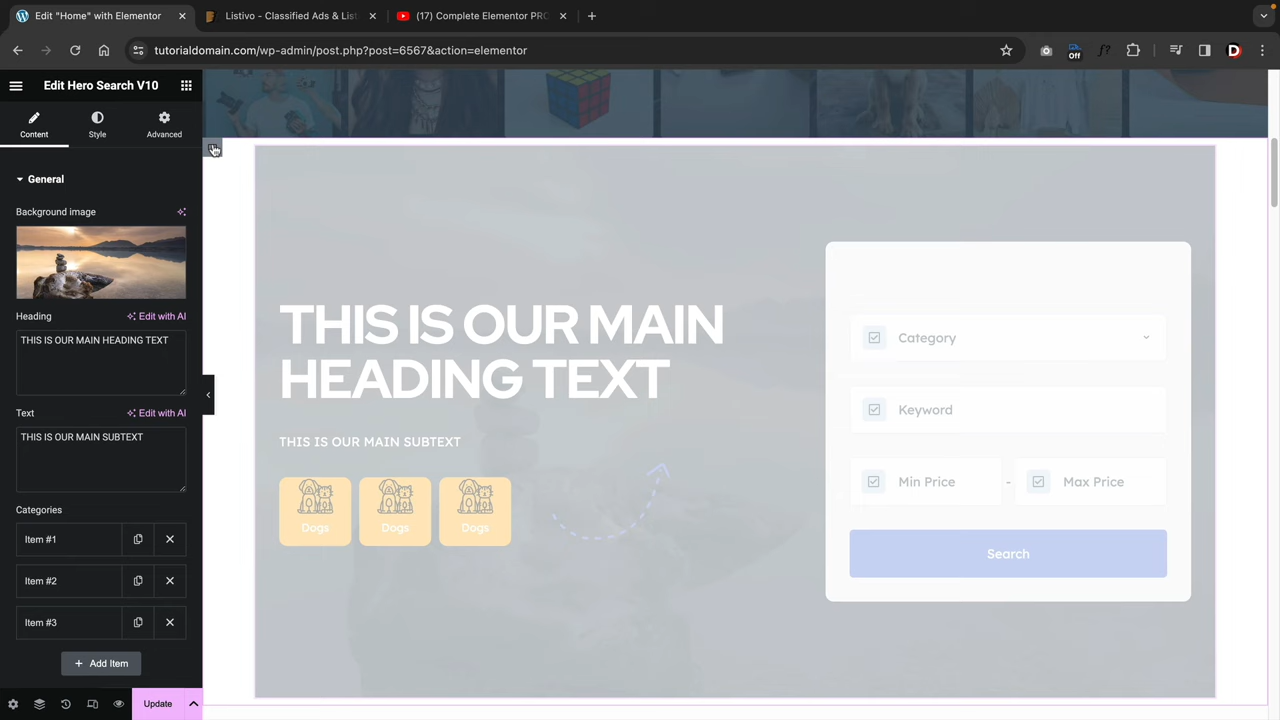 Edit "Home" with Elementor
Listivo - Classified Ads & List
(17) Complete Elementor PRO
tutorialdomain.com/wp-admin/post.php?post=6567&action=elementor
Off
f?
D
Edit Hero Search V10
Content
Style
Advanced
General
Background image
Heading
Edit with AI
THIS IS OUR MAIN HEADING TEXT
Text
Edit with AI
THIS IS OUR MAIN SUBTEXT
Categories
Item #1
Item #2
Item #3
+ Add Item
Update
THIS IS OUR MAIN
HEADING TEXT
THIS IS OUR MAIN SUBTEXT
Dogs
Dogs
Dogs
Category
Keyword
Min Price
-
Max Price
Search